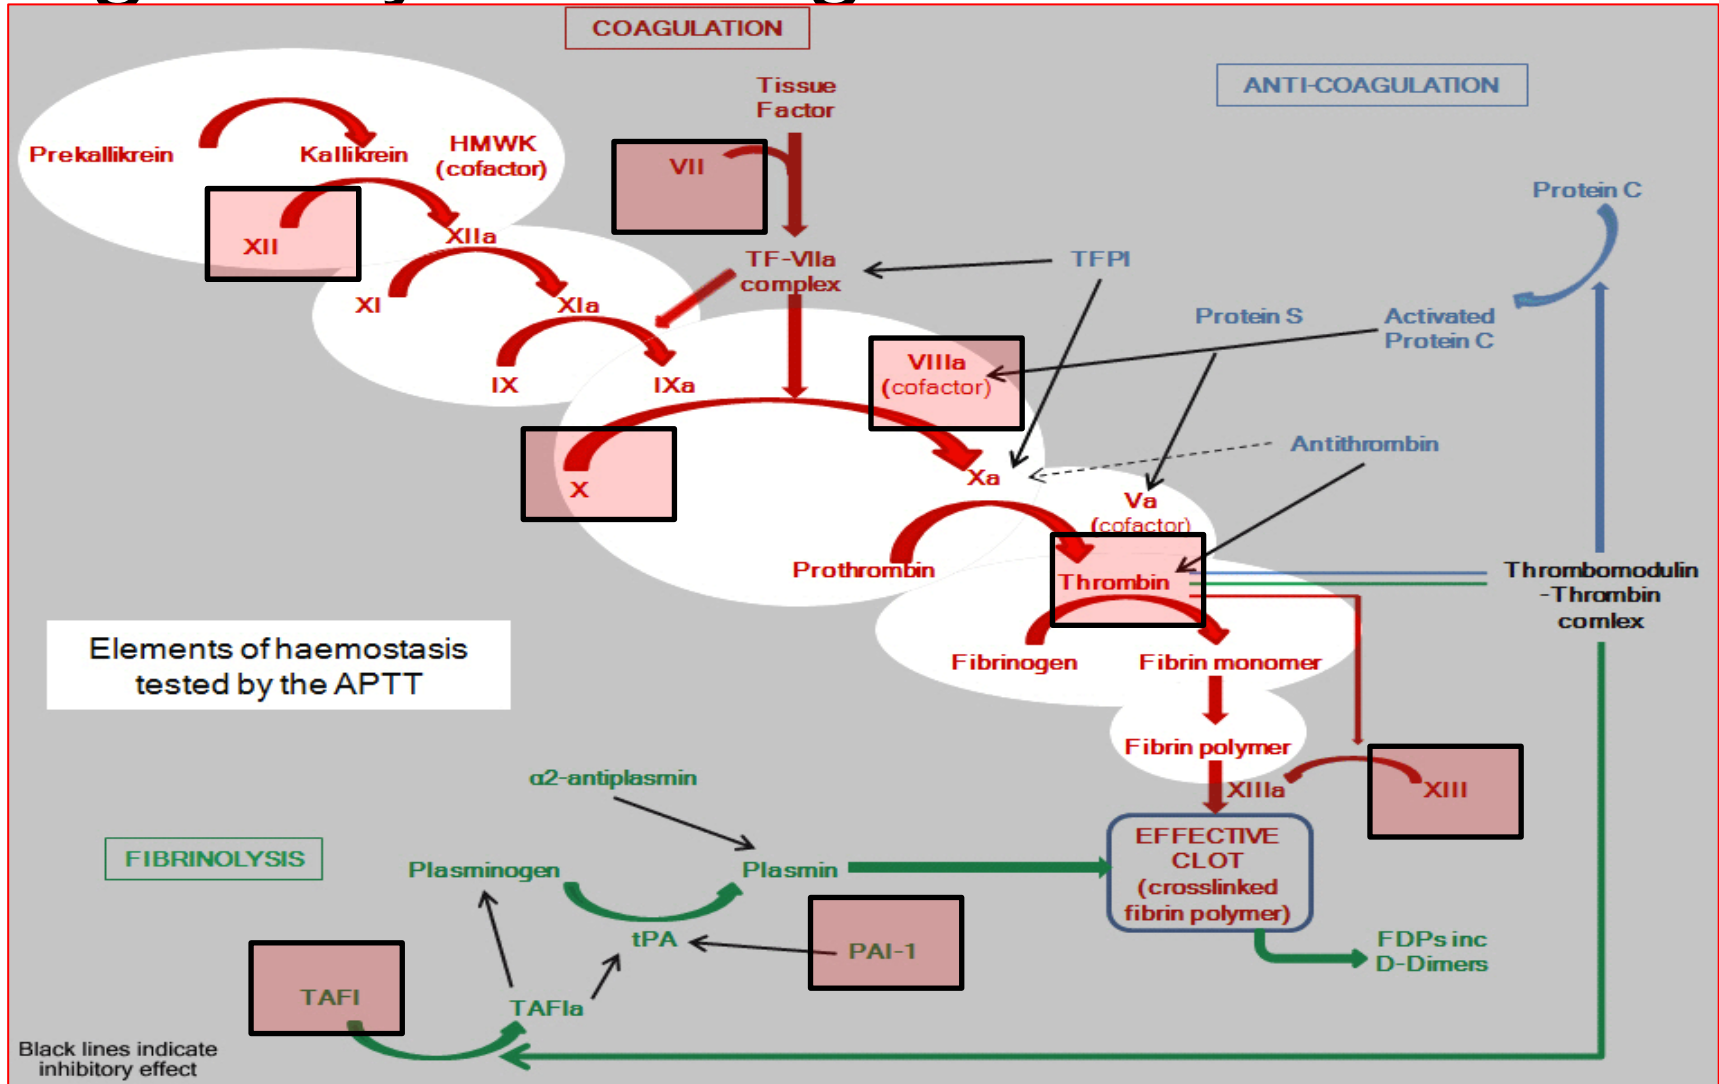 COAGULATION
ANTI-COAGULATION
Tissue
Factor
Prekallikrein
Kallikrein
HMWK
(cofactor)
VII
Protein C
XII
XIIa
TF-VIIa
complex
TFPI
XI
XIa
Protein S
Activated
Protein C
VIIIa
(cofactor)
IX
IXa
Antithrombin
X
Xa
Va
(cofactor)
Prothrombin
Thrombin
Thrombomodulin
-Thrombin
comlex
Elements of haemostasis
tested by the APTT
Fibrinogen
Fibrin monomer
Fibrin polymer
α2-antiplasmin
XIIIa
XIII
FIBRINOLYSIS
Plasminogen
Plasmin
EFFECTIVE
CLOT
(crosslinked
fibrin polymer)
tPA
PAI-1
FDPs inc
D-Dimers
TAFI
TAFIa
Black lines indicate
inhibitory effect